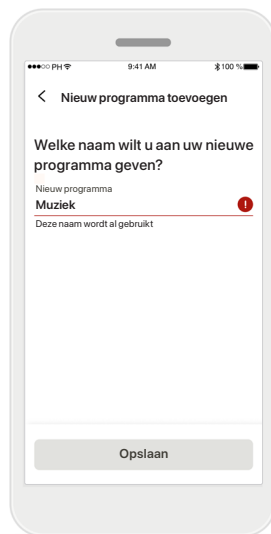 PH 9:41 AM 100 %
Nieuw programma toevoegen
Welke naam wilt u aan uw nieuwe
programma geven?
Nieuw programma
Muziek
!
Deze naam wordt al gebruikt
Opslaan